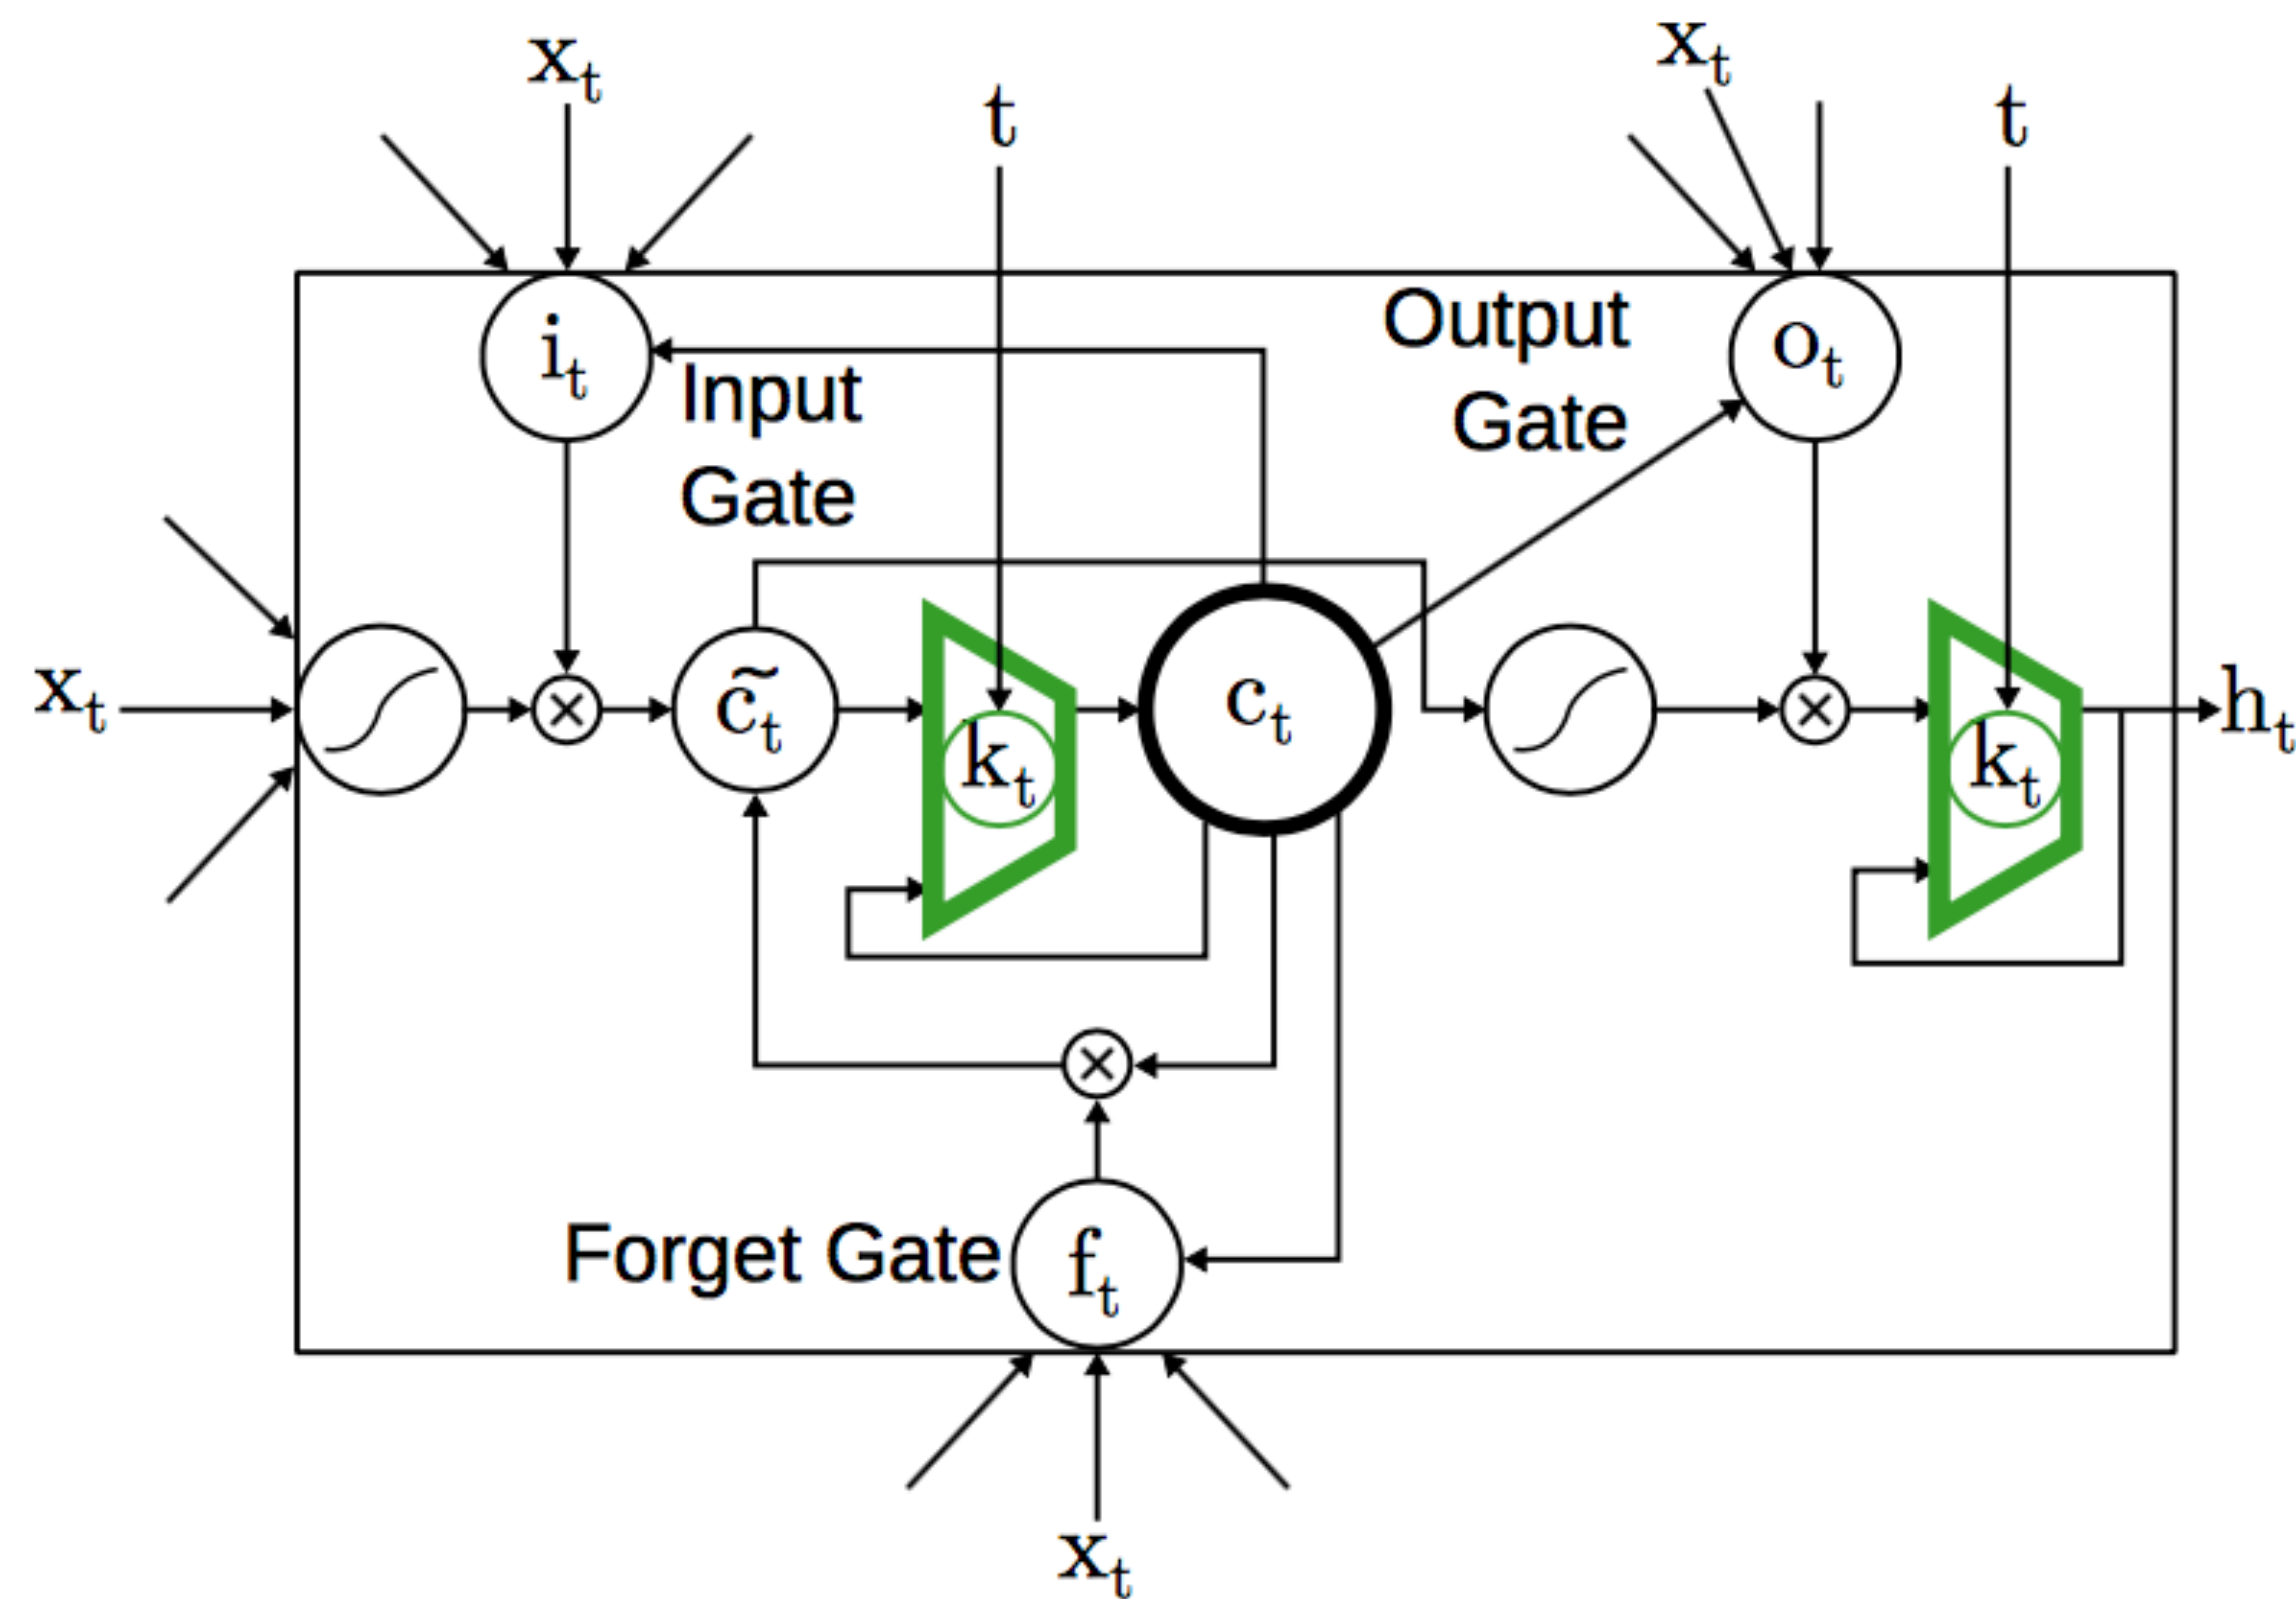 xₜ
xₜ
t
t
iₜ
Input
Gate
Output
Gate
oₜ
xₜ
c̃ₜ
kₜ
cₜ
kₜ
hₜ
Forget Gate
fₜ
xₜ